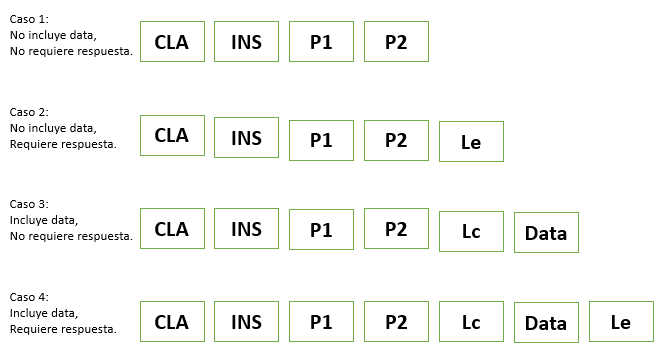 Caso 1:
No incluye data,
No requiere respuesta.
CLA INS P1 P2
Caso 2:
No incluye data,
Requiere respuesta.
CLA INS P1 P2 Le
Caso 3:
Incluye data,
No requiere respuesta.
CLA INS P1 P2 Lc Data
Caso 4:
Incluye data,
Requiere respuesta.
CLA INS P1 P2 Lc Data Le